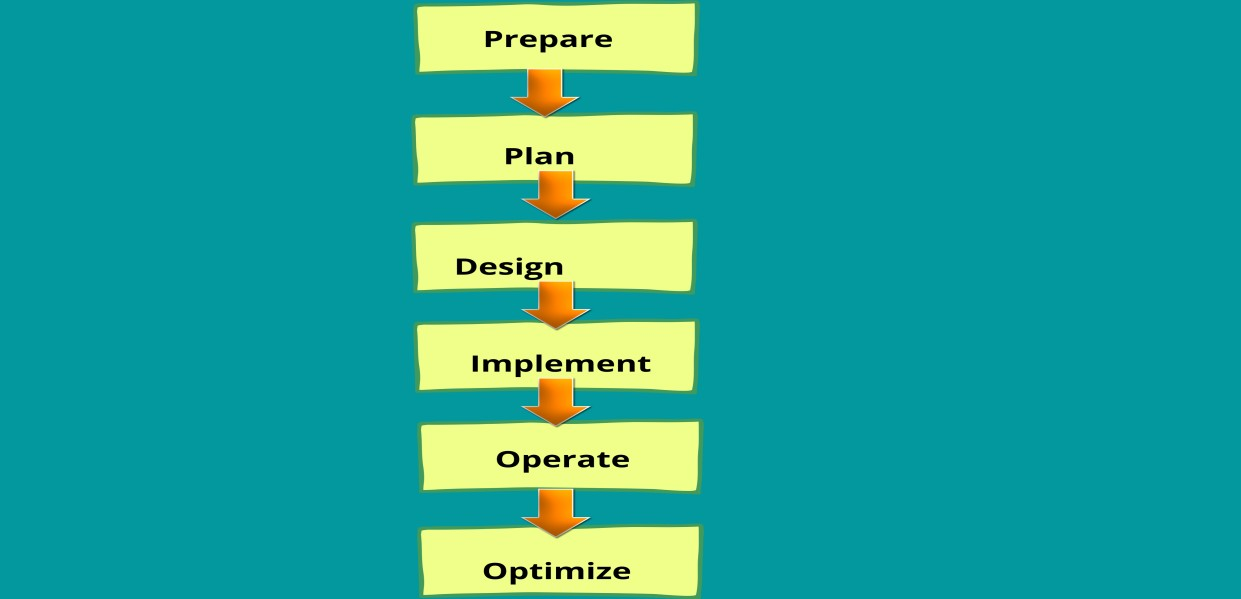 Prepare
Plan
Design
Implement
Operate
Optimize